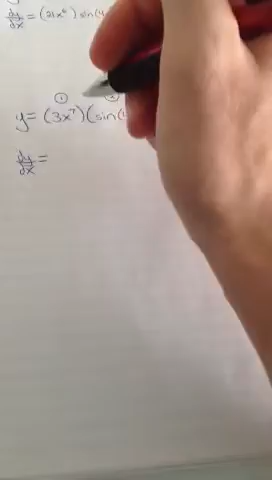 dy/dx = (21x⁶) sin(4
① ②
y = (3x⁷)(sin(
dy/dx =